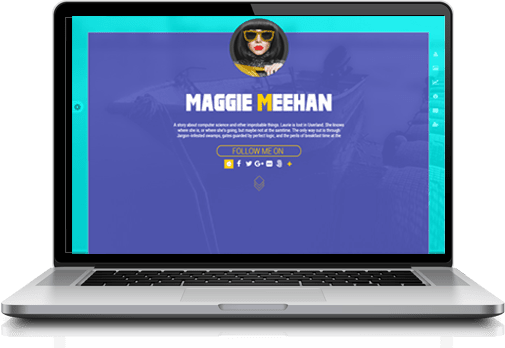 MAGGIE MEEHAN
A story about computer science and other improbable things. Laurie is lost in Userland. She knows
where she is, or whom she's going, but maybe not at the sametime. The only way out is through
Jargon-infested swamps, gates guarded by perfect logic, and the perils of breakfast time at the
FOLLOW ME ON